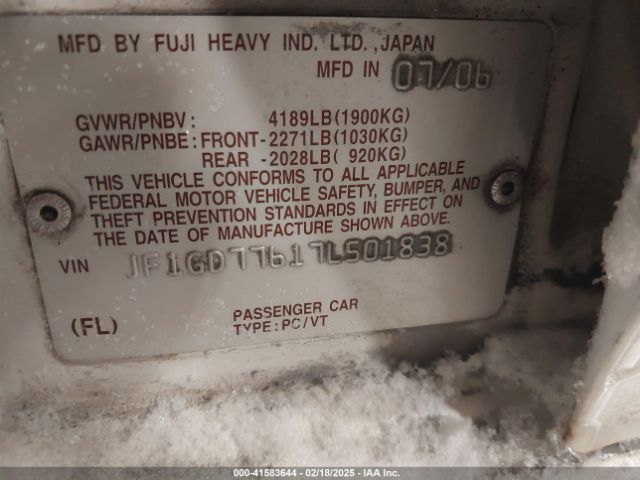 MFD BY FUJI HEAVY IND. LTD., JAPAN
MFD IN 07/06
GVWR/PNBV: 4189LB(1900KG)
GAWR/PNBE: FRONT-2271LB(1030KG)
REAR -2028LB( 920KG)
THIS VEHICLE CONFORMS TO ALL APPLICABLE
FEDERAL MOTOR VEHICLE SAFETY, BUMPER, AND
THEFT PREVENTION STANDARDS IN EFFECT ON
THE DATE OF MANUFACTURE SHOWN ABOVE.
VIN JF1GD77617L501838
(FL) PASSENGER CAR
TYPE: PC/VT
000-41583644 | 02/18/2025 - IAA Inc.